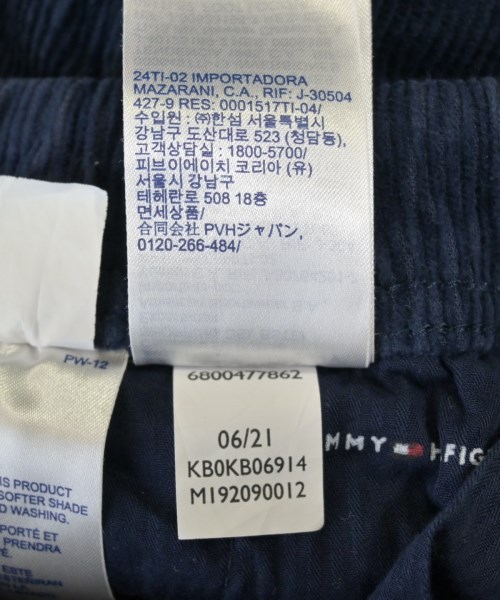 24TI-02 IMPORTADORA
MAZARANI, C.A., RIF: J-30504
427-9 RES: 0001517TI-04/
수입원 : ㈜한섬 서울특별시
강남구 도산대로 523 (청담동),
고객상담실 : 1800-5700/
피브이에이치 코리아 (유)
서울시 강남구
테헤란로 508 18층
면세상품/
合同会社 PVHジャパン,
0120-266-484/
PW-12
6800477862
06/21
KB0KB06914
M192090012
MMY HFIG
S PRODUCT
SOFTER SHADE
D WASHING.
PORTÉ ET
PRENDRA
ESTE